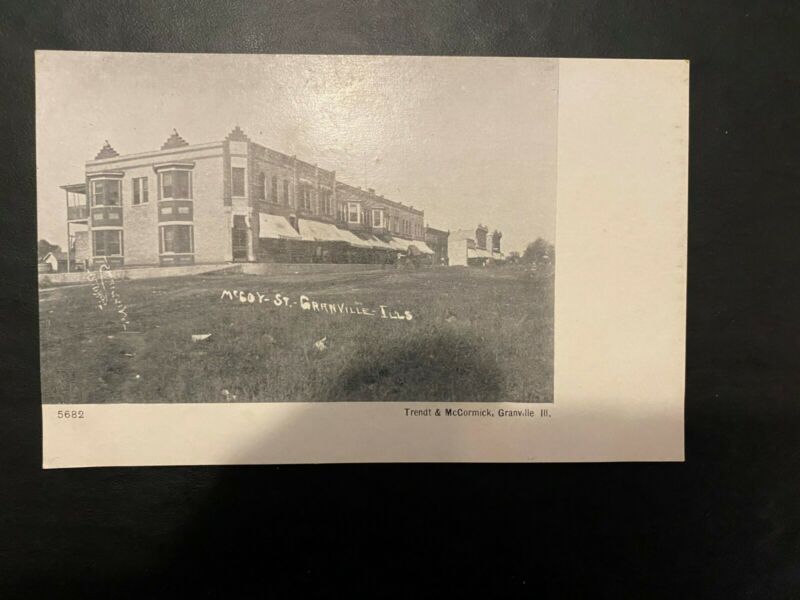 McCOY-ST.-GRANVILLE-ILLS
5682
Trendt & McCormick, Granville Ill.